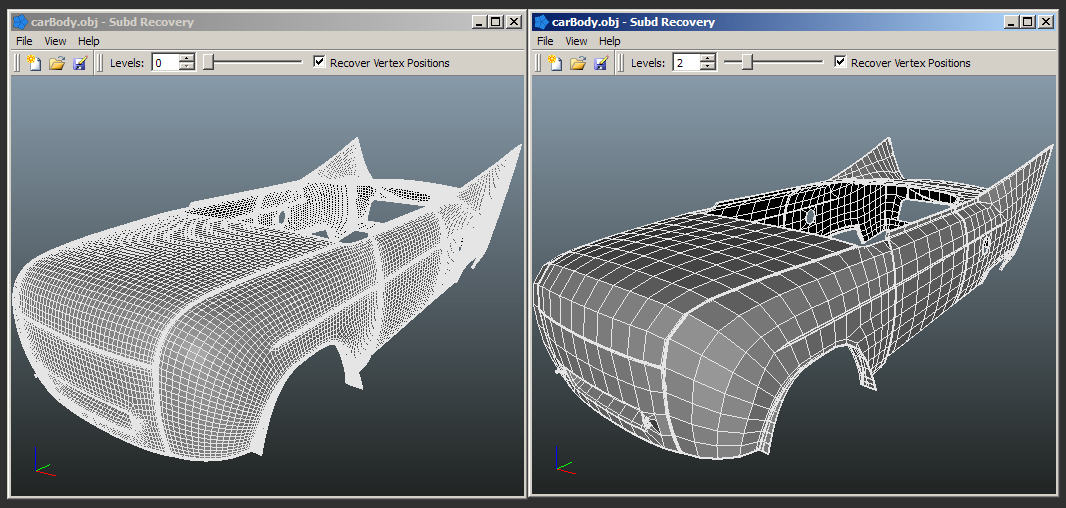 carBody.obj - Subd Recovery
File View Help
Levels: 0 Recover Vertex Positions
carBody.obj - Subd Recovery
File View Help
Levels: 2 Recover Vertex Positions